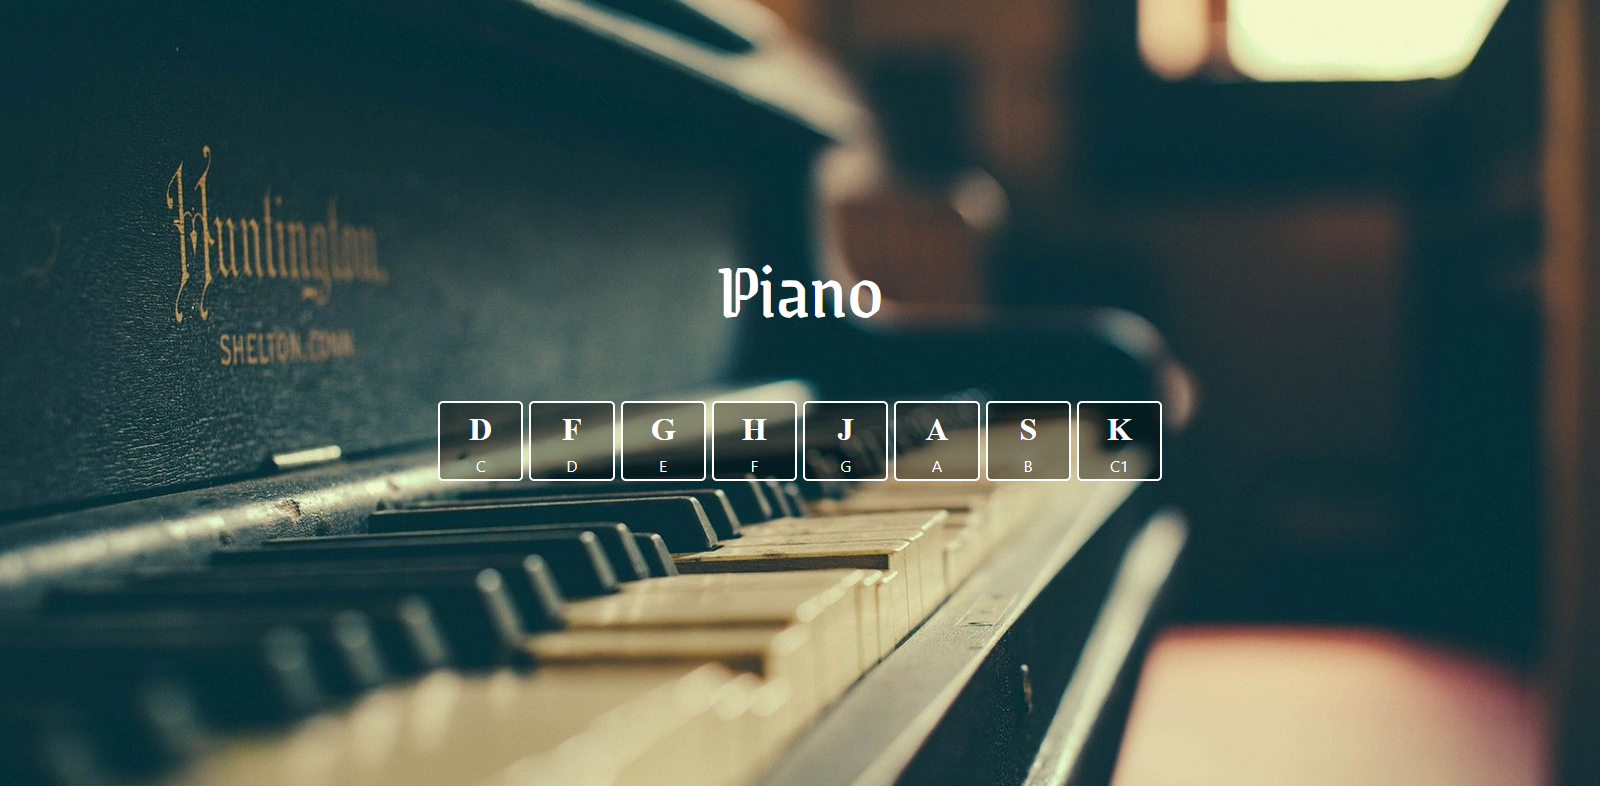 Huntington
SHELTON.CONN
Piano
D F G H J A S K
C D E F G A B C1